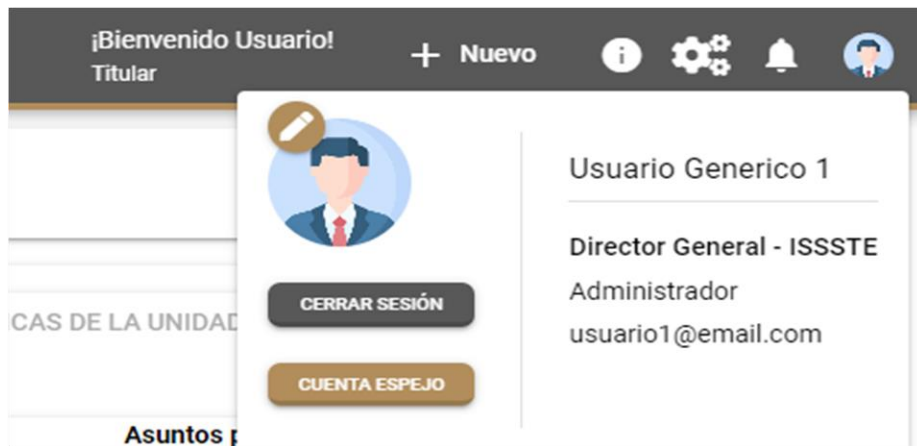 ¡Bienvenido Usuario!
Titular
+ Nuevo
Usuario Generico 1
Director General - ISSSTE
Administrador
usuario1@email.com
CERRAR SESIÓN
CUENTA ESPEJO
CAS DE LA UNIDAD
Asuntos p